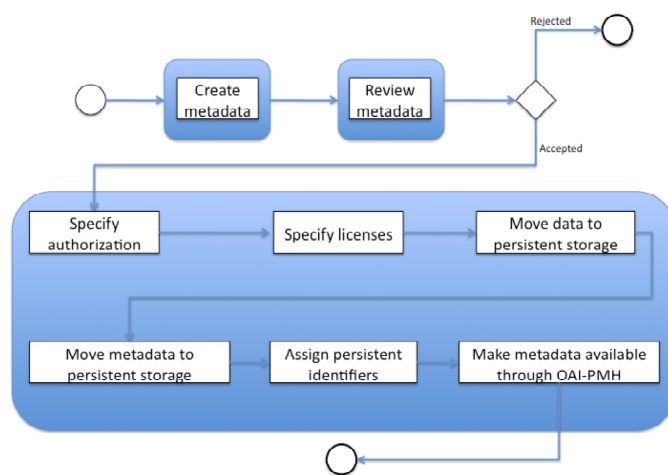 Rejected
Create
metadata
Review
metadata
Accepted
Specify
authorization
Specify licenses
Move data to
persistent storage
Move metadata to
persistent storage
Assign persistent
identifiers
Make metadata available
through OAI-PMH